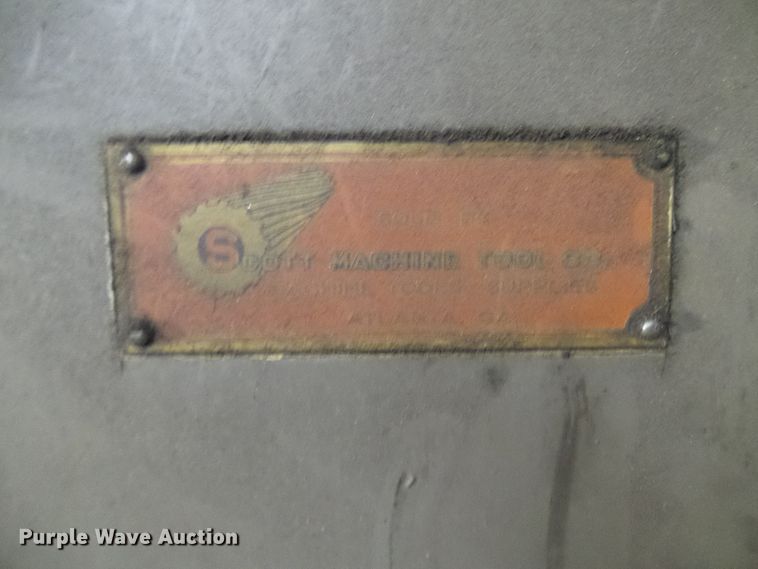 SOLD BY
SCOTT MACHINE TOOL CO.
MACHINE TOOLS - SUPPLIES
ATLANTA, GA.
Purple Wave Auction